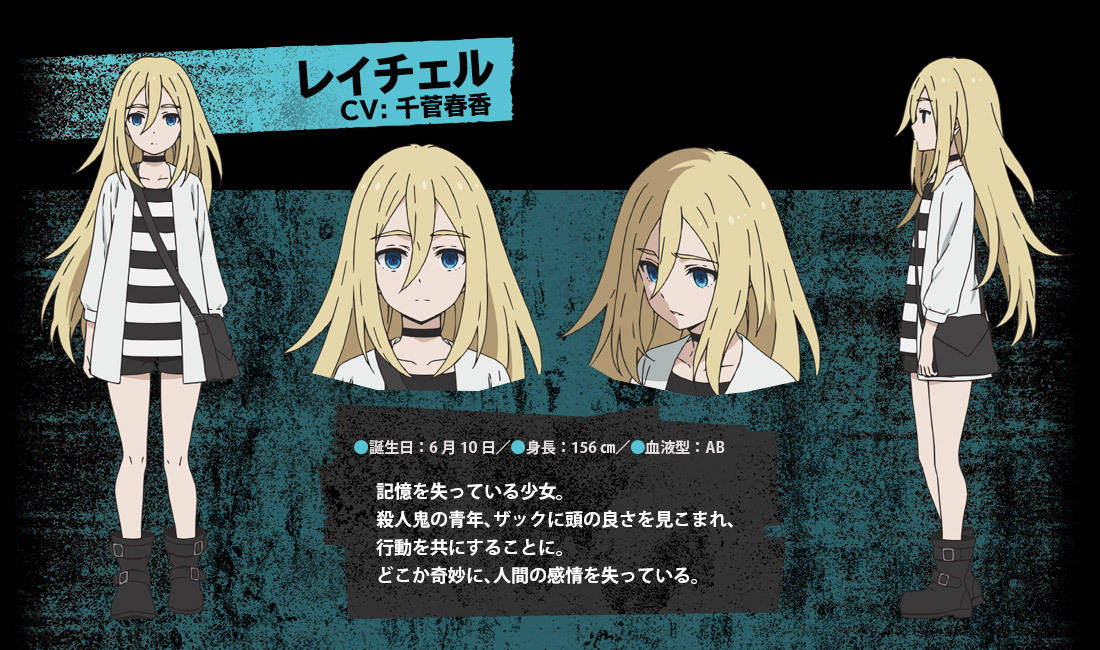 レイチェル
CV: 千菅春香
●誕生日：6月10日／●身長：156㎝／●血液型：AB
記憶を失っている少女。
殺人鬼の青年、ザックに頭の良さを見こまれ、
行動を共にすることに。
どこか奇妙に、人間の感情を失っている。